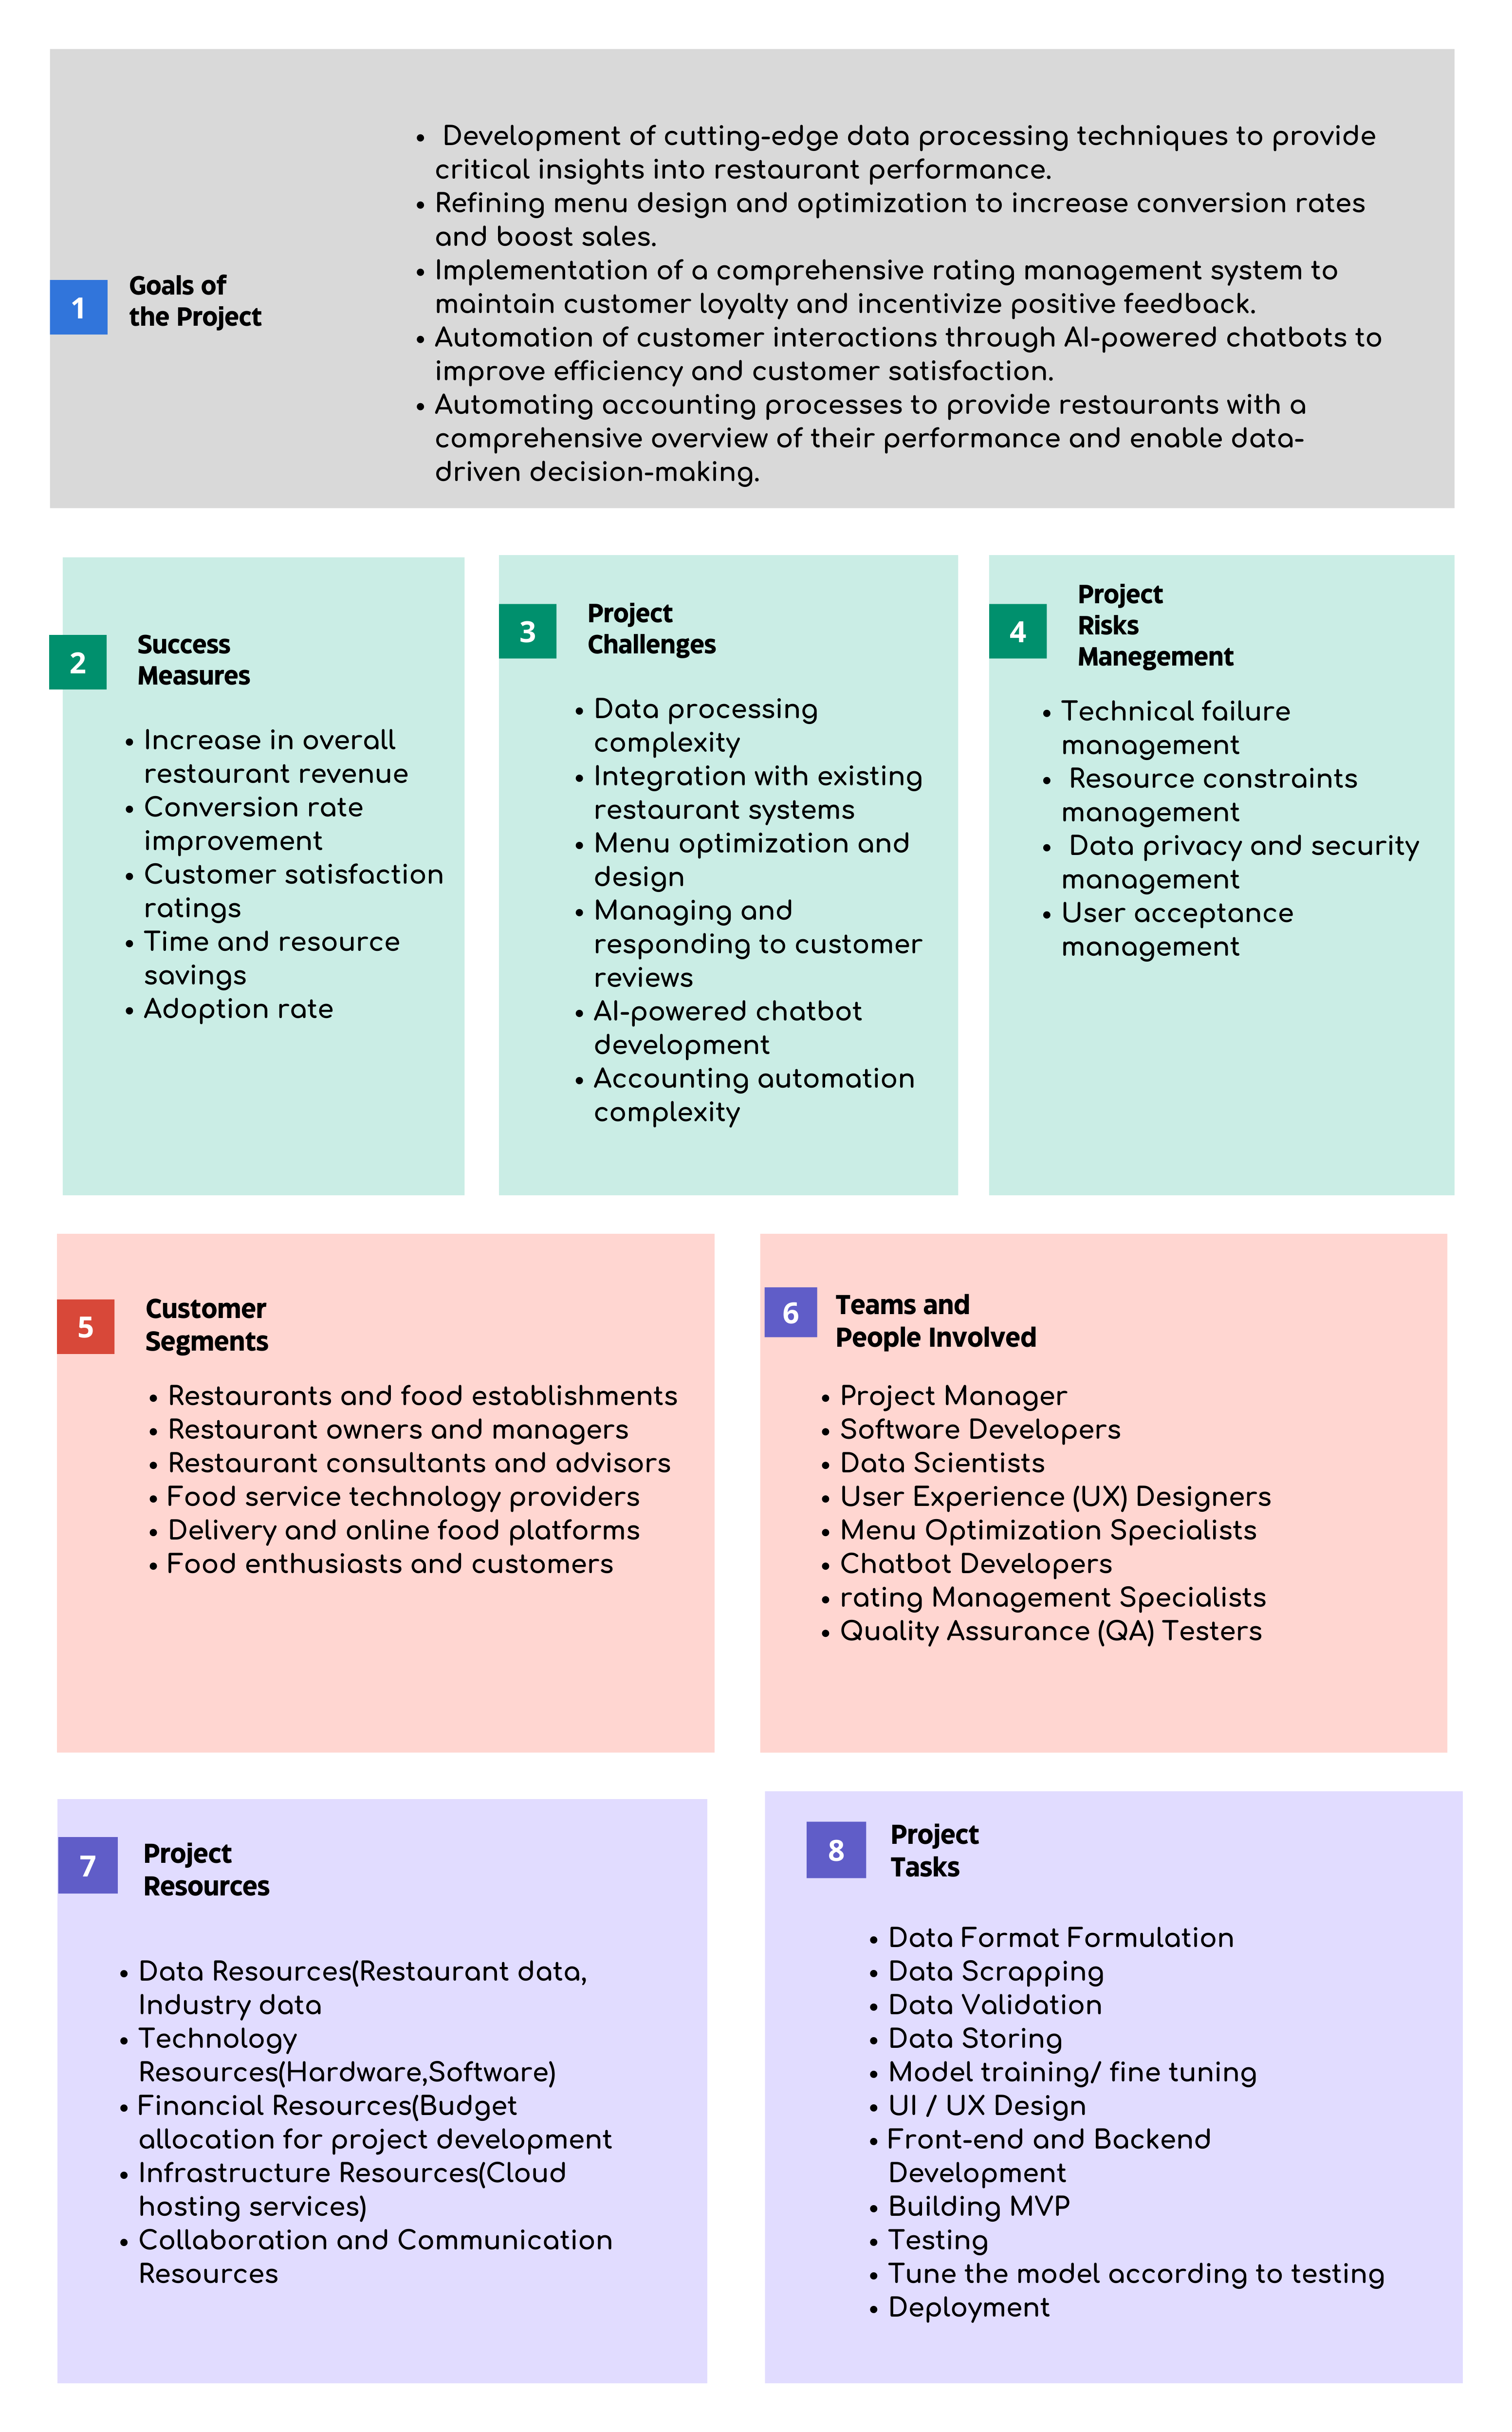 1
Goals of
the Project
• Development of cutting-edge data processing techniques to provide
critical insights into restaurant performance.
• Refining menu design and optimization to increase conversion rates
and boost sales.
• Implementation of a comprehensive rating management system to
maintain customer loyalty and incentivize positive feedback.
• Automation of customer interactions through AI-powered chatbots to
improve efficiency and customer satisfaction.
• Automating accounting processes to provide restaurants with a
comprehensive overview of their performance and enable data-
driven decision-making.
2
Success
Measures
• Increase in overall
restaurant revenue
• Conversion rate
improvement
• Customer satisfaction
ratings
• Time and resource
savings
• Adoption rate
3
Project
Challenges
• Data processing
complexity
• Integration with existing
restaurant systems
• Menu optimization and
design
• Managing and
responding to customer
reviews
• AI-powered chatbot
development
• Accounting automation
complexity
4
Project
Risks
Manegement
• Technical failure
management
• Resource constraints
management
• Data privacy and security
management
• User acceptance
management
5
Customer
Segments
• Restaurants and food establishments
• Restaurant owners and managers
• Restaurant consultants and advisors
• Food service technology providers
• Delivery and online food platforms
• Food enthusiasts and customers
6
Teams and
People Involved
• Project Manager
• Software Developers
• Data Scientists
• User Experience (UX) Designers
• Menu Optimization Specialists
• Chatbot Developers
• rating Management Specialists
• Quality Assurance (QA) Testers
7
Project
Resources
• Data Resources(Restaurant data,
Industry data
• Technology
Resources(Hardware,Software)
• Financial Resources(Budget
allocation for project development
• Infrastructure Resources(Cloud
hosting services)
• Collaboration and Communication
Resources
8
Project
Tasks
• Data Format Formulation
• Data Scrapping
• Data Validation
• Data Storing
• Model training/ fine tuning
• UI / UX Design
• Front-end and Backend
Development
• Building MVP
• Testing
• Tune the model according to testing
• Deployment